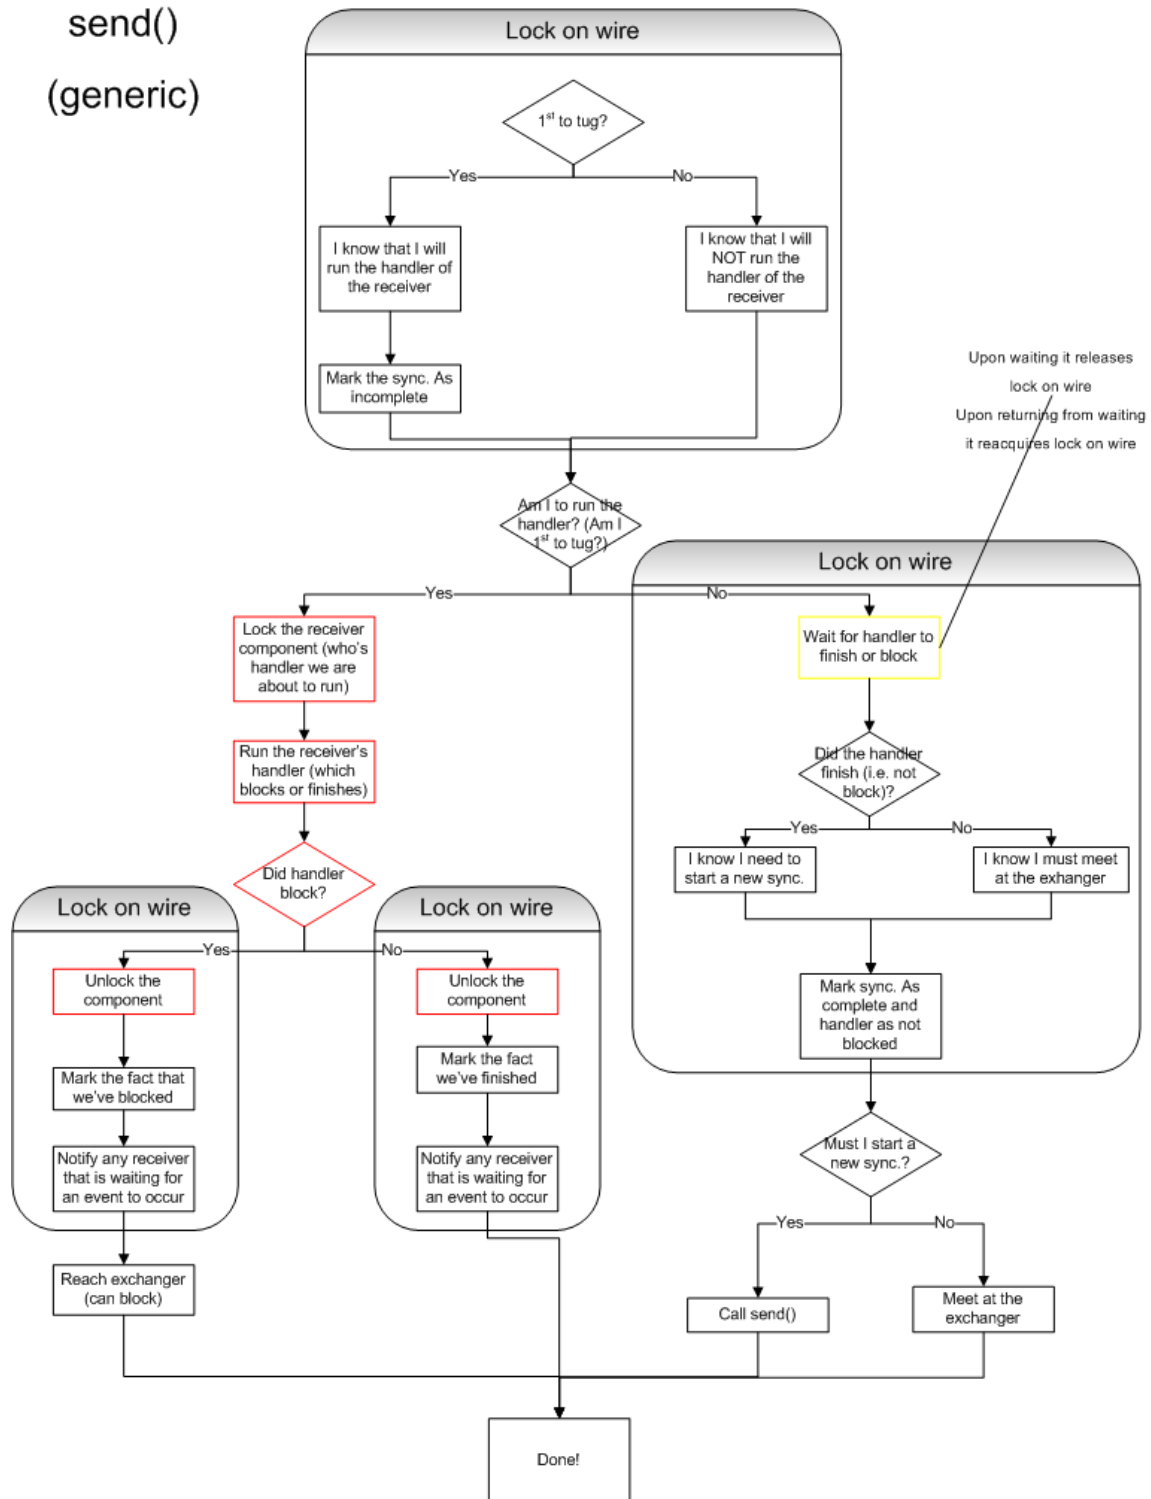 send()
(generic)
Lock on wire
1st to tug?
Yes
No
I know that I will
run the handler of
the receiver
I know that I will
NOT run the
handler of the
receiver
Mark the sync. As
incomplete
Upon waiting it releases
lock on wire
Upon returning from waiting
it reacquires lock on wire
Am I to run the
handler? (Am I
1st to tug?)
Yes
No
Lock on wire
Lock the receiver
component (who's
handler we are
about to run)
Wait for handler to
finish or block
Run the receiver's
handler (which
blocks or finishes)
Did the handler
finish (i.e. not
block)?
Yes
No
I know I need to
start a new sync.
I know I must meet
at the exhanger
Did handler
block?
Lock on wire
Lock on wire
Yes
No
Unlock the
component
Unlock the
component
Mark sync. As
complete and
handler as not
blocked
Mark the fact that
we've blocked
Mark the fact
we've finished
Notify any receiver
that is waiting for
an event to occur
Notify any receiver
that is waiting for
an event to occur
Must I start a
new sync.?
Yes
No
Reach exchanger
(can block)
Call send()
Meet at the
exchanger
Done!